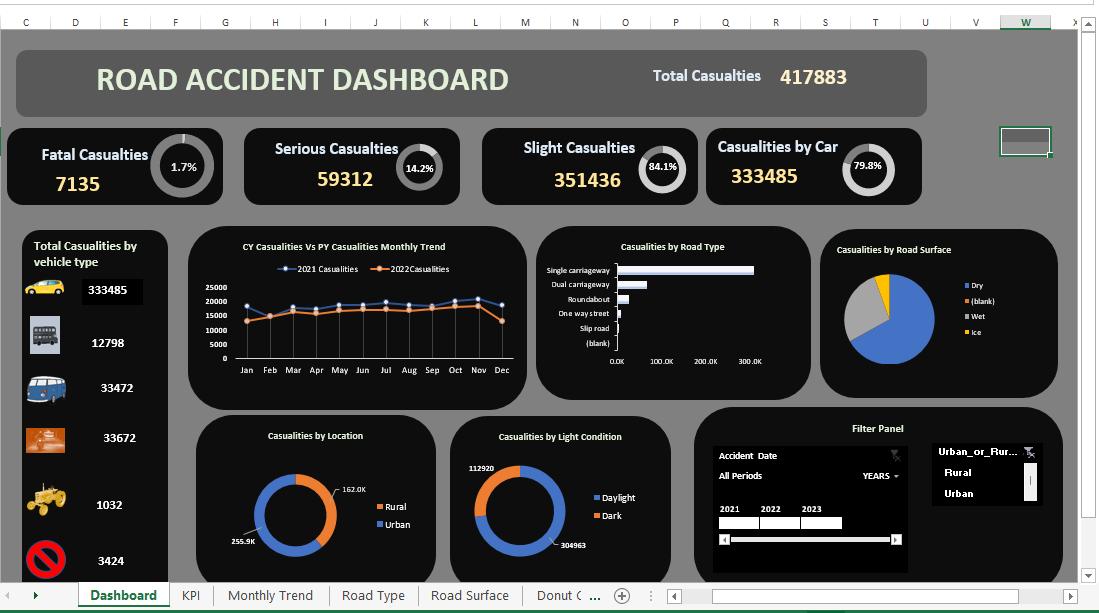 C D E F G H I J K L M N O P Q R S T U V W X
ROAD ACCIDENT DASHBOARD
Total Casualties 417883
Fatal Casualties
7135
1.7%
Serious Casualties
59312
14.2%
Slight Casualties
351436
84.1%
Casualities by Car
333485
79.8%
Total Casualities by
vehicle type
333485
12798
33472
33672
1032
3424
CY Casualities Vs PY Casualities Monthly Trend
2021 Casualities 2022Casualities
25000
20000
15000
10000
5000
0
Jan Feb Mar Apr May Jun Jul Aug Sep Oct Nov Dec
Casualities by Road Type
Single carriageway
Dual carriageway
Roundabout
One way street
Slip road
(blank)
0.0K 100.0K 200.0K 300.0K
Casualities by Road Surface
Dry
(blank)
Wet
Ice
Casualities by Location
162.0K
255.9K
Rural
Urban
Casualities by Light Condition
112920
304963
Daylight
Dark
Filter Panel
Accident Date
All Periods YEARS
2021 2022 2023
Urban_or_Rur...
Rural
Urban
Dashboard KPI Monthly Trend Road Type Road Surface Donut C ...